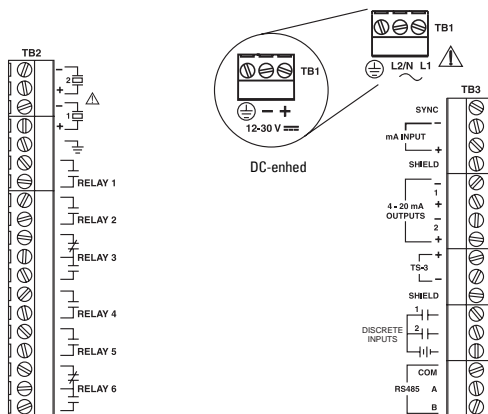 TB2
-
2
+
-
1
+
RELAY 1
RELAY 2
RELAY 3
RELAY 4
RELAY 5
RELAY 6
TB1
- +
12-30 V
DC-enhed
TB1
L2/N L1
TB3
SYNC
-
mA INPUT
+
SHIELD
-
1
+
4 - 20 mA
OUTPUTS
-
2
+
+
TS-3
-
SHIELD
1
2
DISCRETE
INPUTS
COM
RS485 A
B